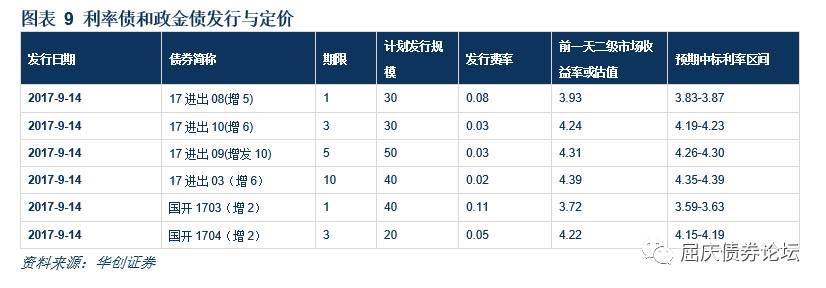 图表 9 利率债和政金债发行与定价
发行日期 债券简称 期限 计划发行规模 发行费率 前一天二级市场收益率或估值 预期中标利率区间
2017-9-14 17 进出 08(增 5) 1 30 0.08 3.93 3.83-3.87
2017-9-14 17 进出 10(增 6) 3 30 0.03 4.24 4.19-4.23
2017-9-14 17 进出 09(增发 10) 5 50 0.03 4.31 4.26-4.30
2017-9-14 17 进出 03（增 6） 10 40 0.02 4.39 4.35-4.39
2017-9-14 国开 1703（增 2） 1 40 0.11 3.72 3.59-3.63
2017-9-14 国开 1704（增 2） 3 20 0.05 4.22 4.15-4.19
资料来源：华创证券
屈庆债券论坛